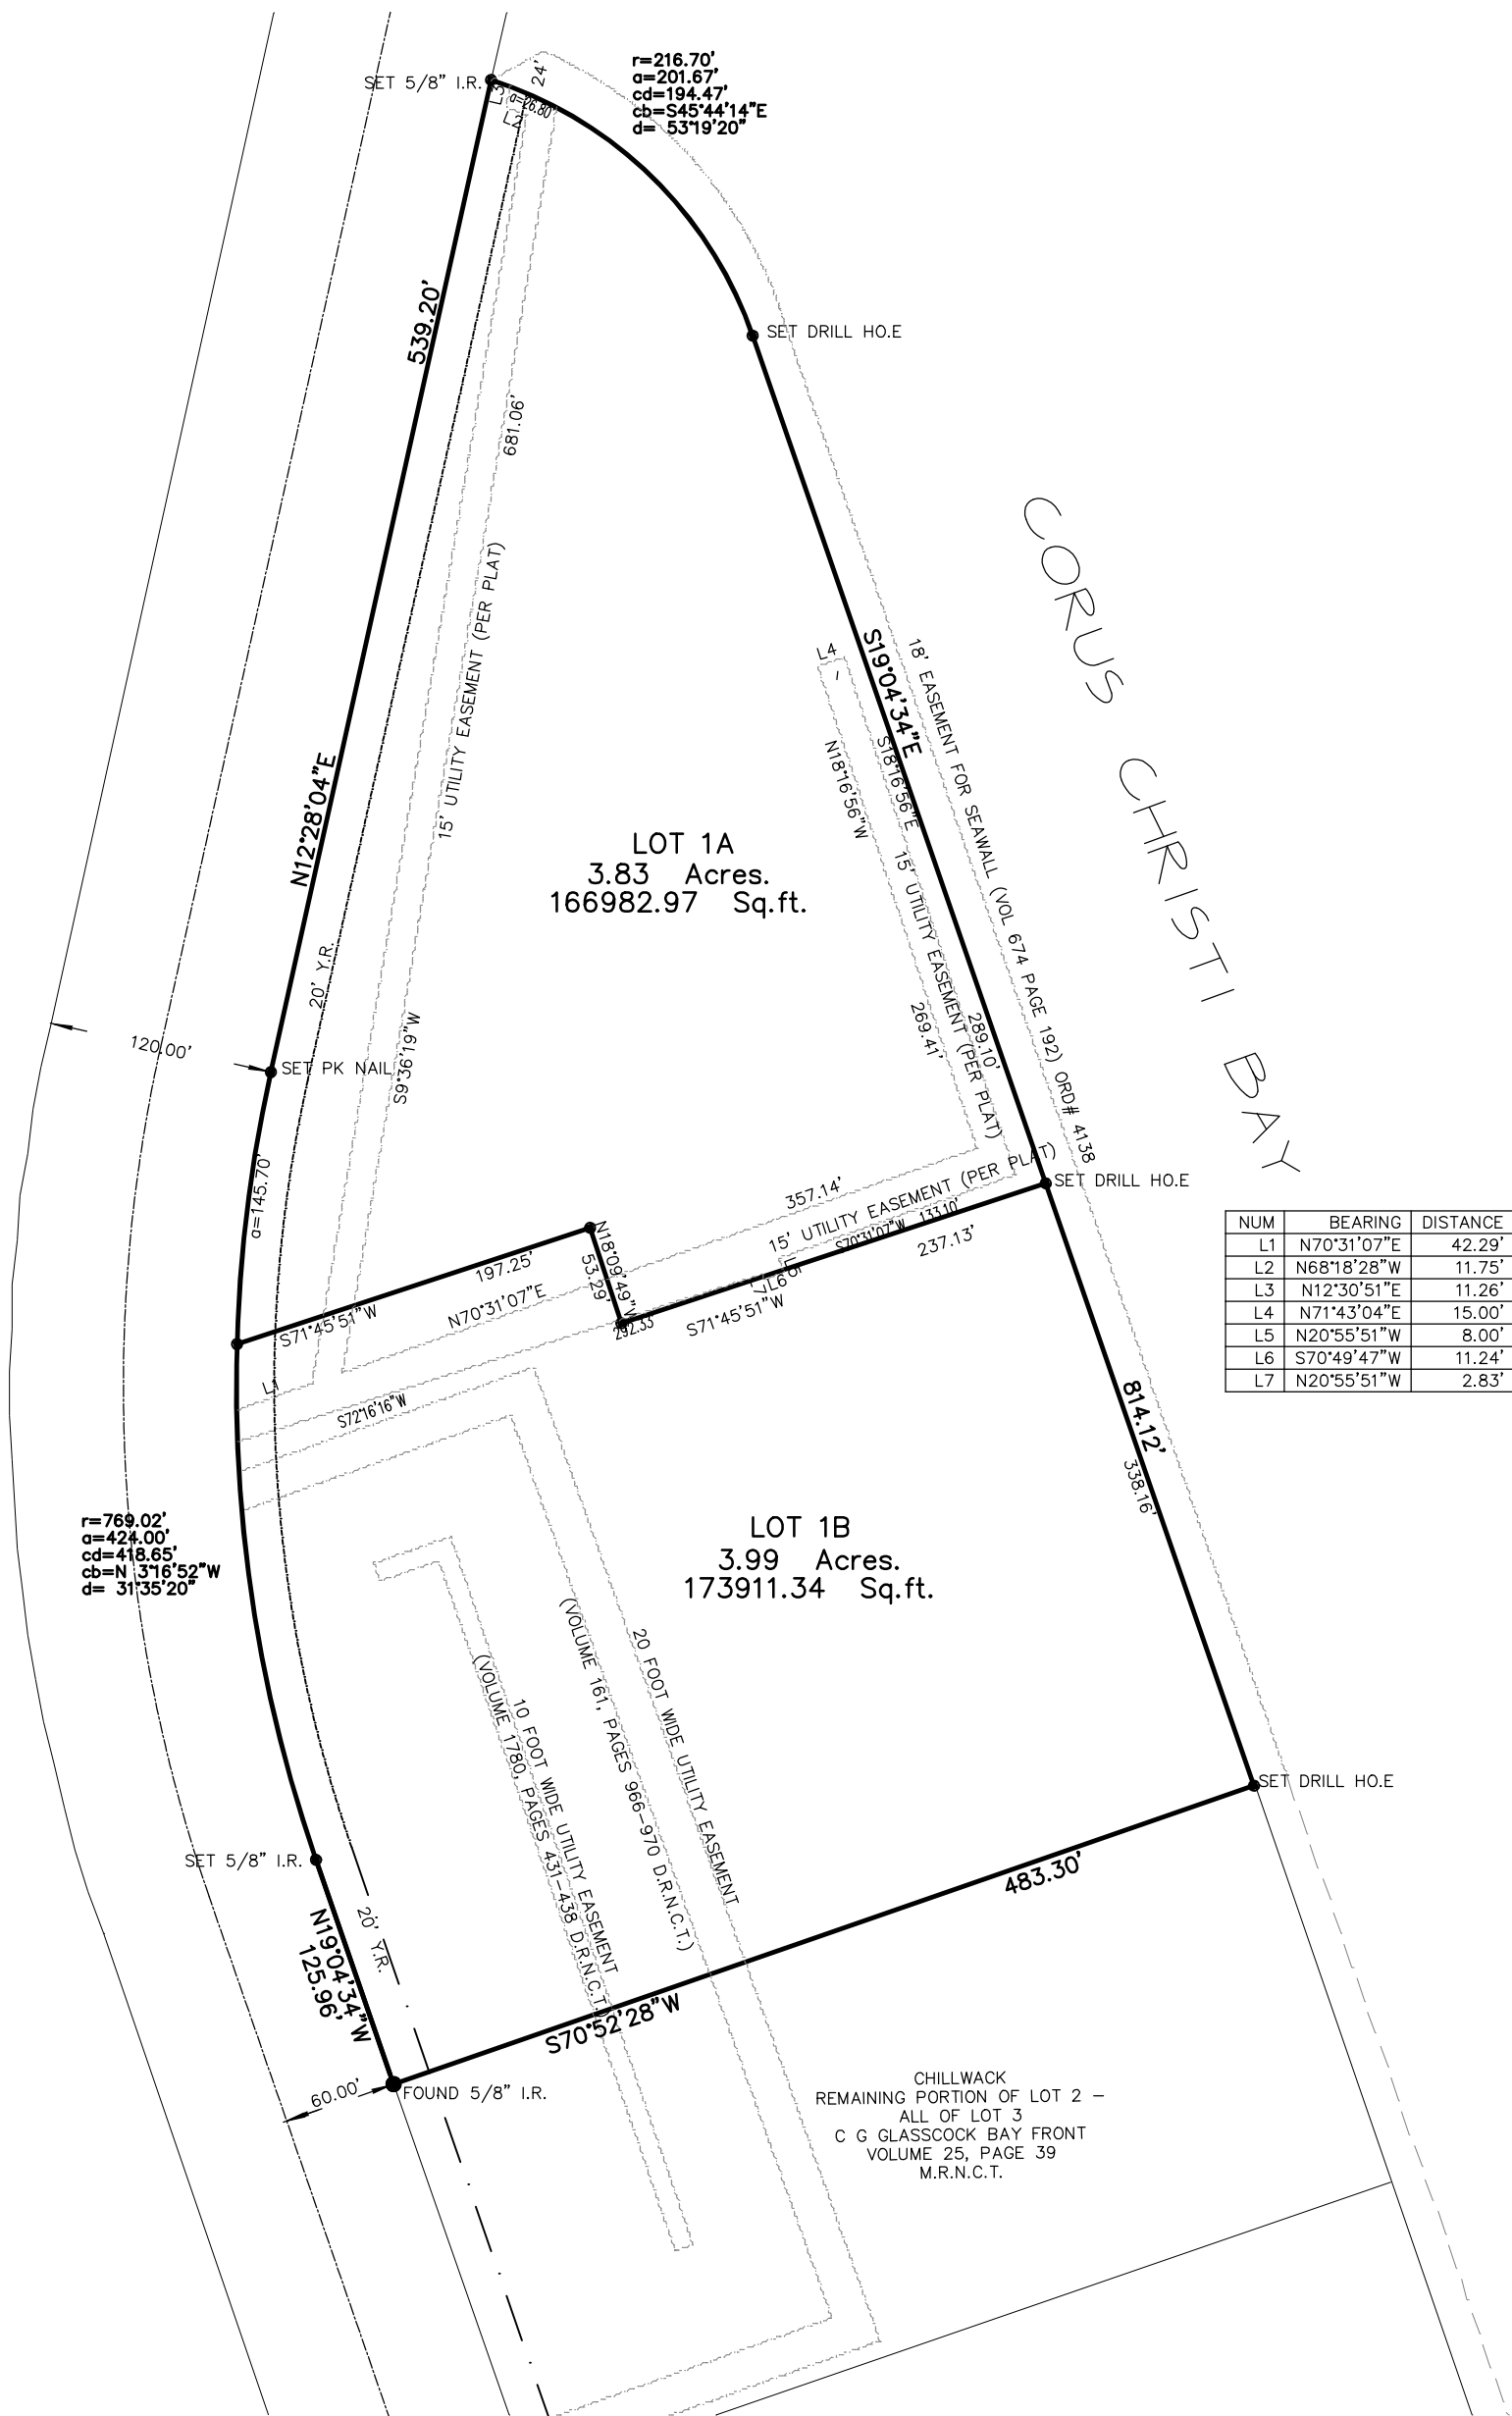 r=216.70'
a=201.67'
cd=194.47'
cb=S45°44'14"E
d= 53°19'20"
SET 5/8" I.R.
L3
24'
a=26.80'
L2
SET DRILL HO.E
539.20'
681.06'
N12°28'04"E
15' UTILITY EASEMENT (PER PLAT)
20' Y.R.
S9°36'19"W
120.00'
SET PK NAIL
a=145.70'
LOT 1A
3.83 Acres.
166982.97 Sq.ft.
L4
S19°04'34"E
18' EASEMENT FOR SEAWALL (VOL 674 PAGE 192) ORD# 4138
N18°16'56"W
S18°16'56"E
15' UTILITY EASEMENT (PER PLAT)
269.41'
289.10'
CORUS CHRISTI BAY
SET DRILL HO.E
357.14'
15' UTILITY EASEMENT (PER PLAT)
S70°31'07"W 133.10'
237.13'
N18°09'49"W
53.29'
197.25'
S71°45'51"W
N70°31'07"E
L5
L6
L7
292.33
S71°45'51"W
L1
S72°16'16"W
NUM BEARING DISTANCE
L1 N70°31'07"E 42.29'
L2 N68°18'28"W 11.75'
L3 N12°30'51"E 11.26'
L4 N71°43'04"E 15.00'
L5 N20°55'51"W 8.00'
L6 S70°49'47"W 11.24'
L7 N20°55'51"W 2.83'
814.12'
338.16'
r=769.02'
a=424.00'
cd=418.65'
cb=N 3°16'52"W
d= 31°35'20"
LOT 1B
3.99 Acres.
173911.34 Sq.ft.
20 FOOT WIDE UTILITY EASEMENT
(VOLUME 161, PAGES 966-970 D.R.N.C.T.)
10 FOOT WIDE UTILITY EASEMENT
(VOLUME 1780, PAGES 431-438 D.R.N.C.T.)
SET DRILL HO.E
SET 5/8" I.R.
483.30'
S70°52'28"W
20' Y.R.
N19°04'34"W
125.96'
60.00'
FOUND 5/8" I.R.
CHILLWACK
REMAINING PORTION OF LOT 2 –
ALL OF LOT 3
C G GLASSCOCK BAY FRONT
VOLUME 25, PAGE 39
M.R.N.C.T.